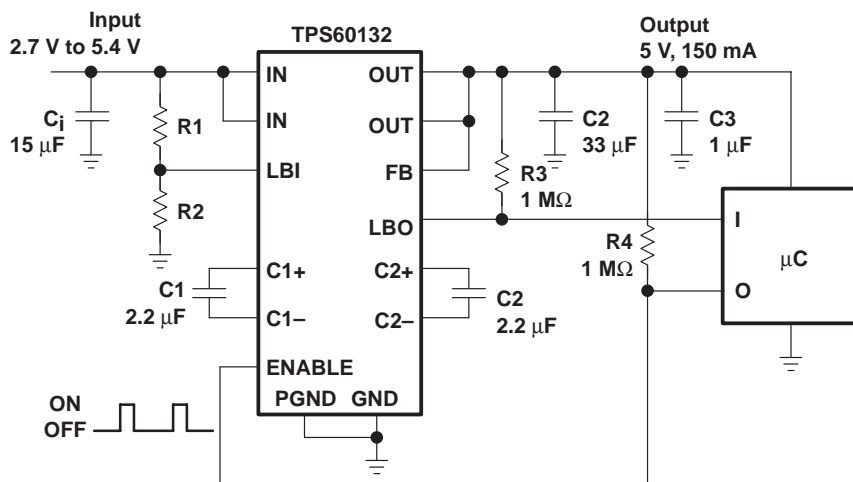 Input
2.7 V to 5.4 V
TPS60132
Output
5 V, 150 mA
IN
OUT
Ci
15 μF
R1
IN
OUT
C2
33 μF
C3
1 μF
LBI
FB
R3
1 MΩ
R2
LBO
I
R4
1 MΩ
μC
C1+
C2+
C1
2.2 μF
C2
2.2 μF
O
C1–
C2–
ENABLE
ON
OFF
PGND GND